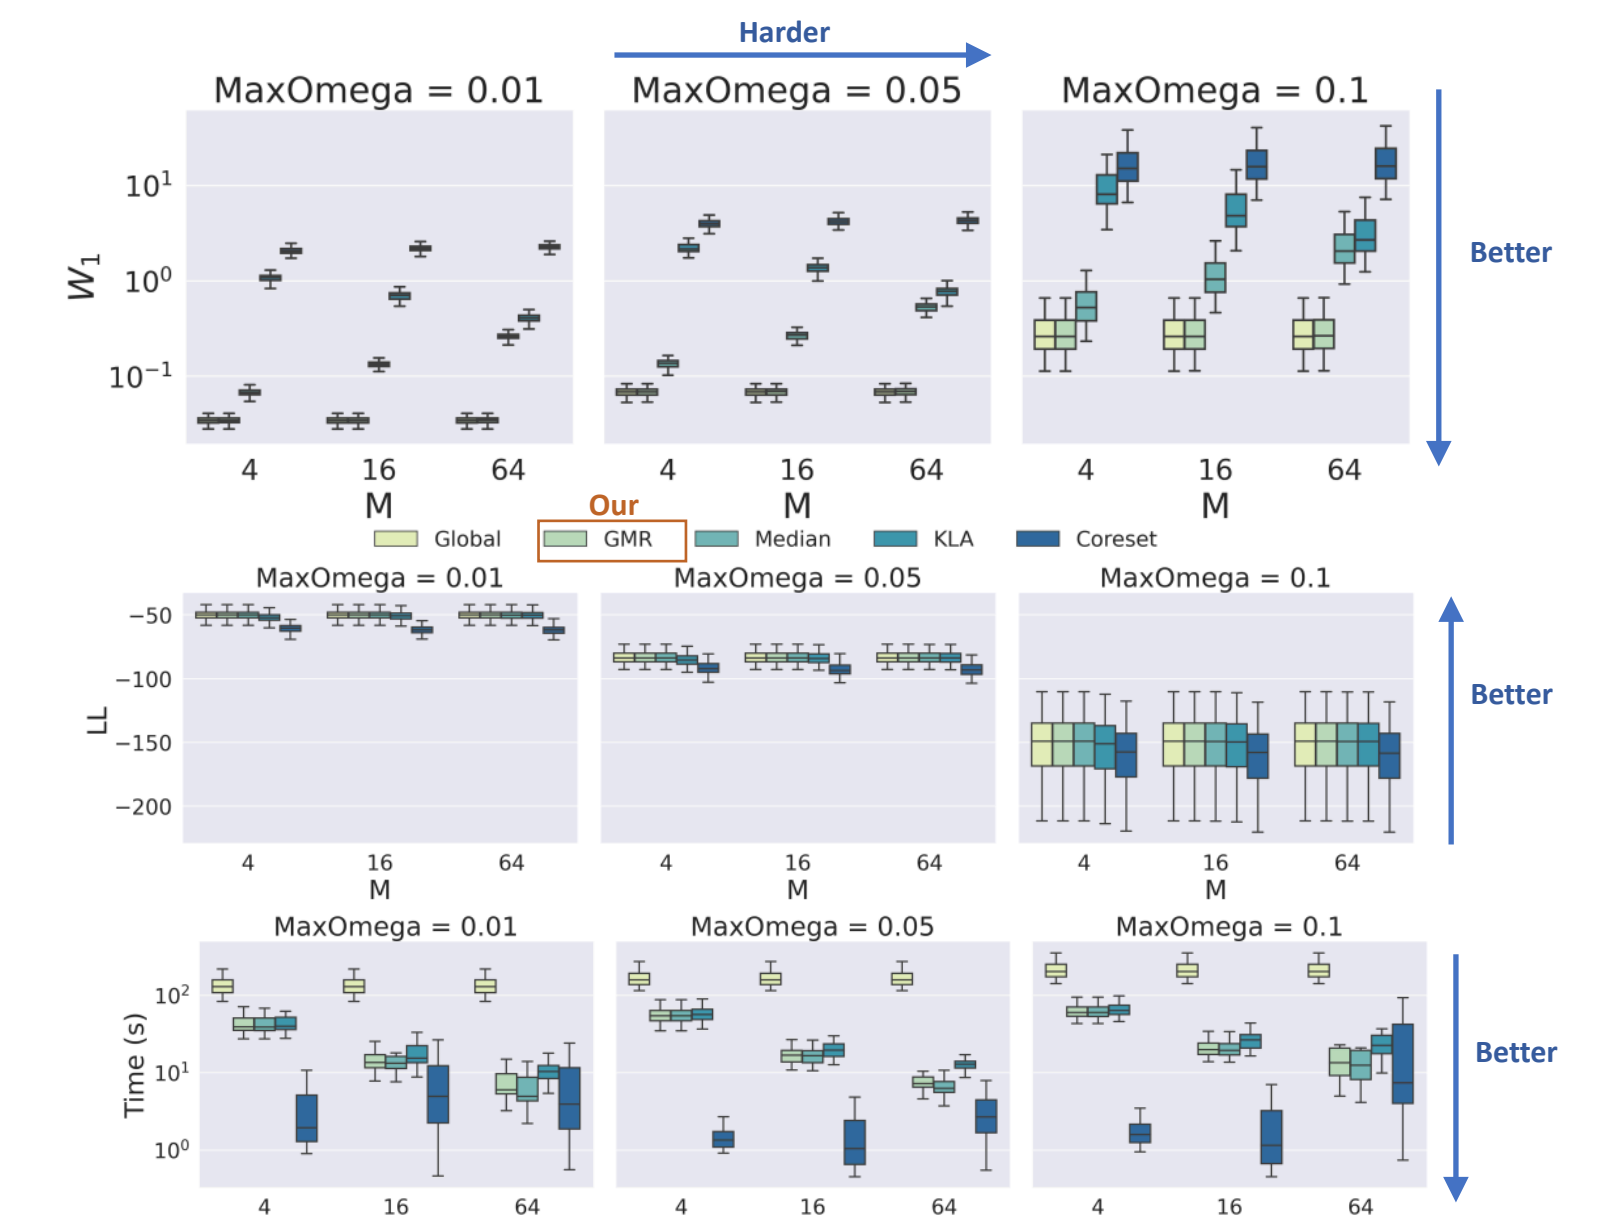 Harder
MaxOmega = 0.01 MaxOmega = 0.05 MaxOmega = 0.1
W₁
10¹
10⁰
10⁻¹
Better
4 16 64 4 16 64 4 16 64
M M M
Our
Global GMR Median KLA Coreset
MaxOmega = 0.01 MaxOmega = 0.05 MaxOmega = 0.1
LL
−50
−100
−150
−200
Better
4 16 64 4 16 64 4 16 64
M M M
MaxOmega = 0.01 MaxOmega = 0.05 MaxOmega = 0.1
Time (s)
10²
10¹
10⁰
Better
4 16 64 4 16 64 4 16 64